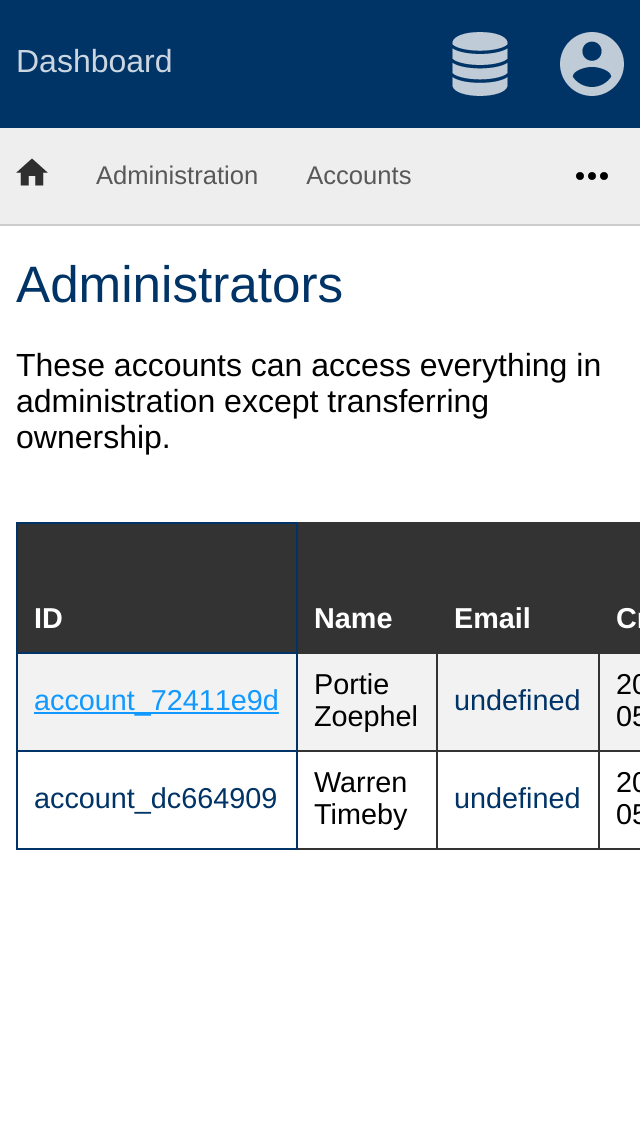 Dashboard
Administration Accounts
Administrators
These accounts can access everything in
administration except transferring
ownership.
ID Name Email
account_72411e9d Portie Zoephel undefined 20 05
account_dc664909 Warren Timeby undefined 20 05